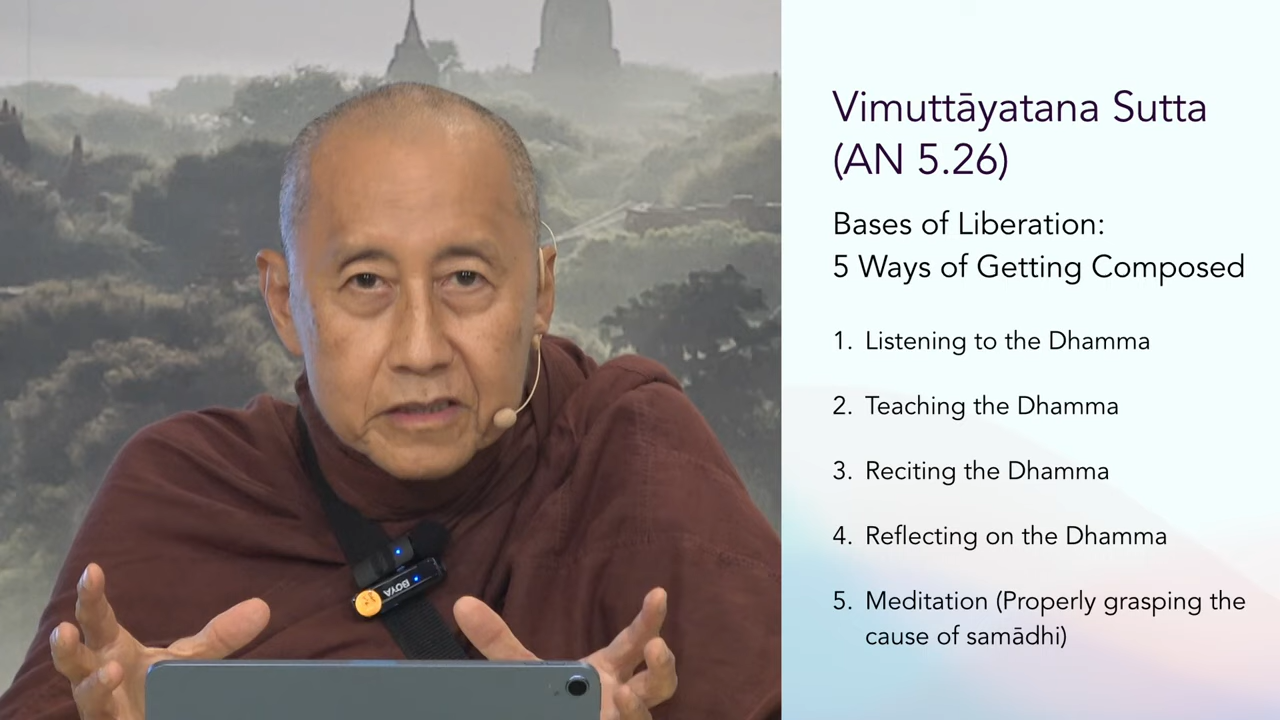 Vimuttāyatana Sutta
(AN 5.26)
Bases of Liberation:
5 Ways of Getting Composed
1. Listening to the Dhamma
2. Teaching the Dhamma
3. Reciting the Dhamma
4. Reflecting on the Dhamma
5. Meditation (Properly grasping the
cause of samādhi)
BOYA